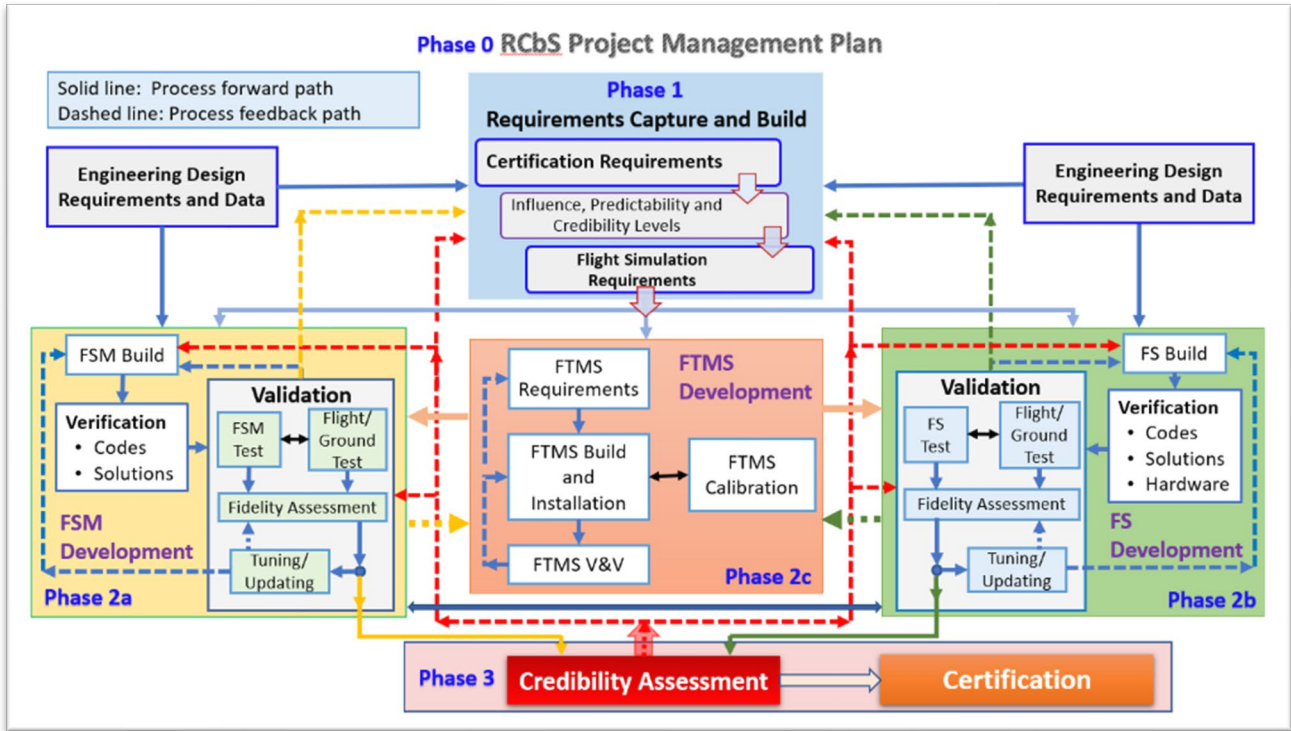 Phase 0 RCbS Project Management Plan
Solid line: Process forward path
Dashed line: Process feedback path
Phase 1
Requirements Capture and Build
Certification Requirements
Influence, Predictability and
Credibility Levels
Flight Simulation
Requirements
Engineering Design
Requirements and Data
Engineering Design
Requirements and Data
FSM Build
Verification
• Codes
• Solutions
Validation
FSM
Test
Flight/
Ground
Test
Fidelity Assessment
Tuning/
Updating
FSM
Development
Phase 2a
FTMS
Requirements
FTMS
Development
FTMS Build
and
Installation
FTMS
Calibration
FTMS V&V
Phase 2c
FS Build
Validation
FS
Test
Flight/
Ground
Test
Verification
• Codes
• Solutions
• Hardware
Fidelity Assessment
Tuning/
Updating
FS
Development
Phase 2b
Phase 3
Credibility Assessment
Certification